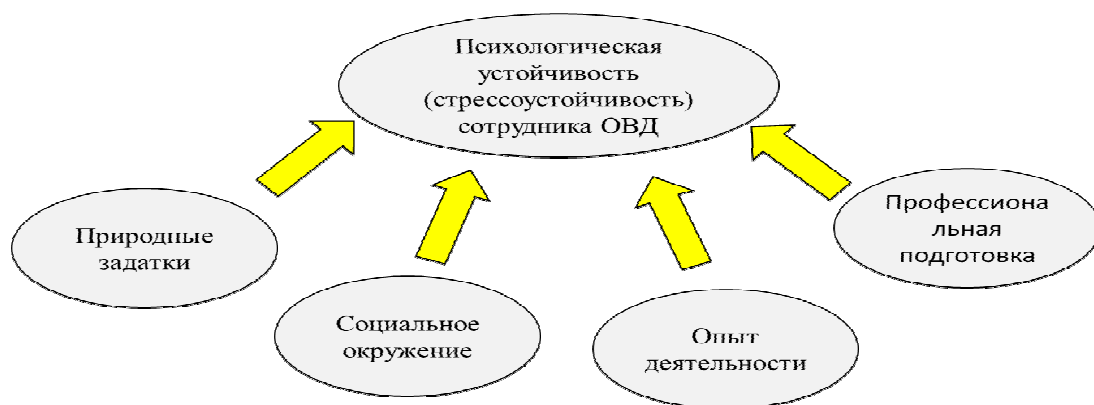 Психологическая
устойчивость
(стрессоустойчивость)
сотрудника ОВД
Природные
задатки
Социальное
окружение
Опыт
деятельности
Профессиона
льная
подготовка